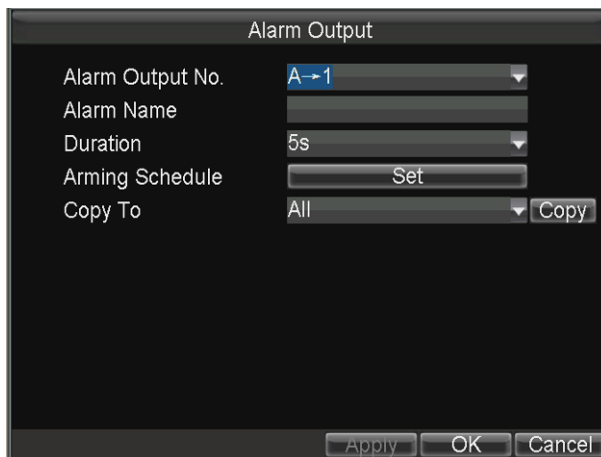 Alarm Output
Alarm Output No. A→1
Alarm Name
Duration 5s
Arming Schedule Set
Copy To All Copy
Apply OK Cancel